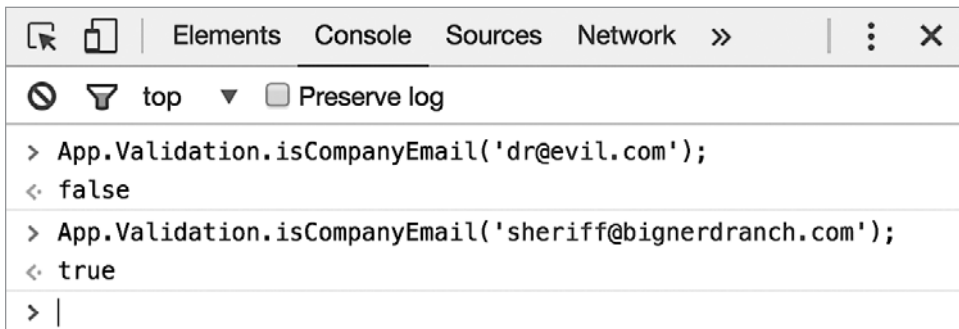 Elements Console Sources Network »
top ▼ Preserve log
> App.Validation.isCompanyEmail('dr@evil.com');
<· false
> App.Validation.isCompanyEmail('sheriff@bignerdranch.com');
<· true
>